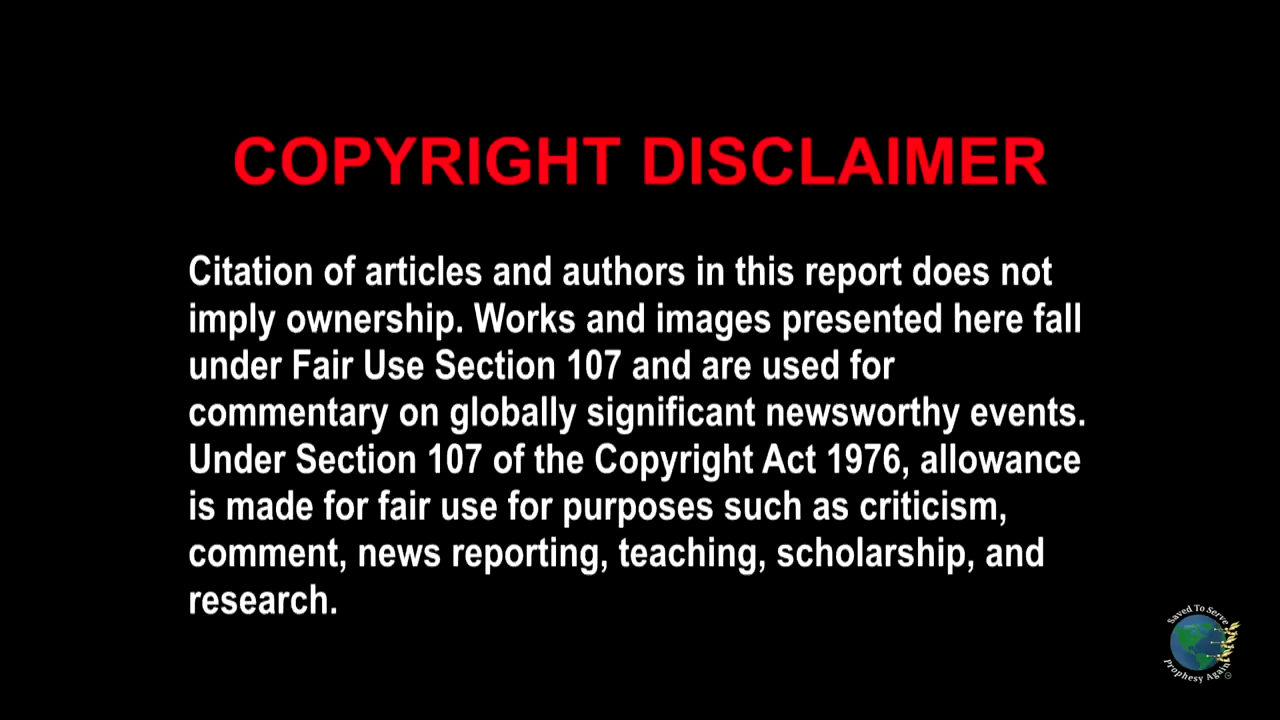 COPYRIGHT DISCLAIMER
Citation of articles and authors in this report does not
imply ownership. Works and images presented here fall
under Fair Use Section 107 and are used for
commentary on globally significant newsworthy events.
Under Section 107 of the Copyright Act 1976, allowance
is made for fair use for purposes such as criticism,
comment, news reporting, teaching, scholarship, and
research.
Saved To Serve
Prophesy Again